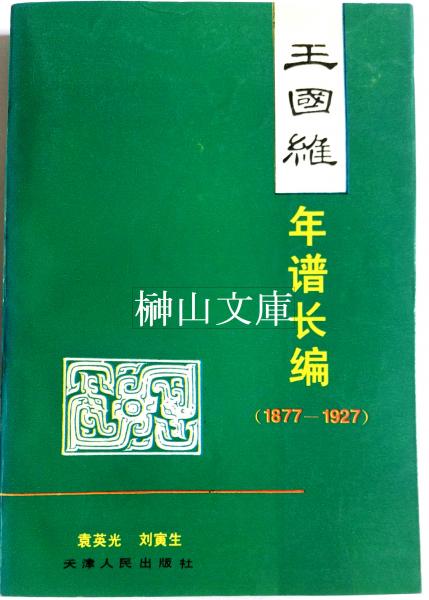 王國維
年谱长编
(1877—1927)
榊山文庫
袁英光 刘寅生
天津人民出版社